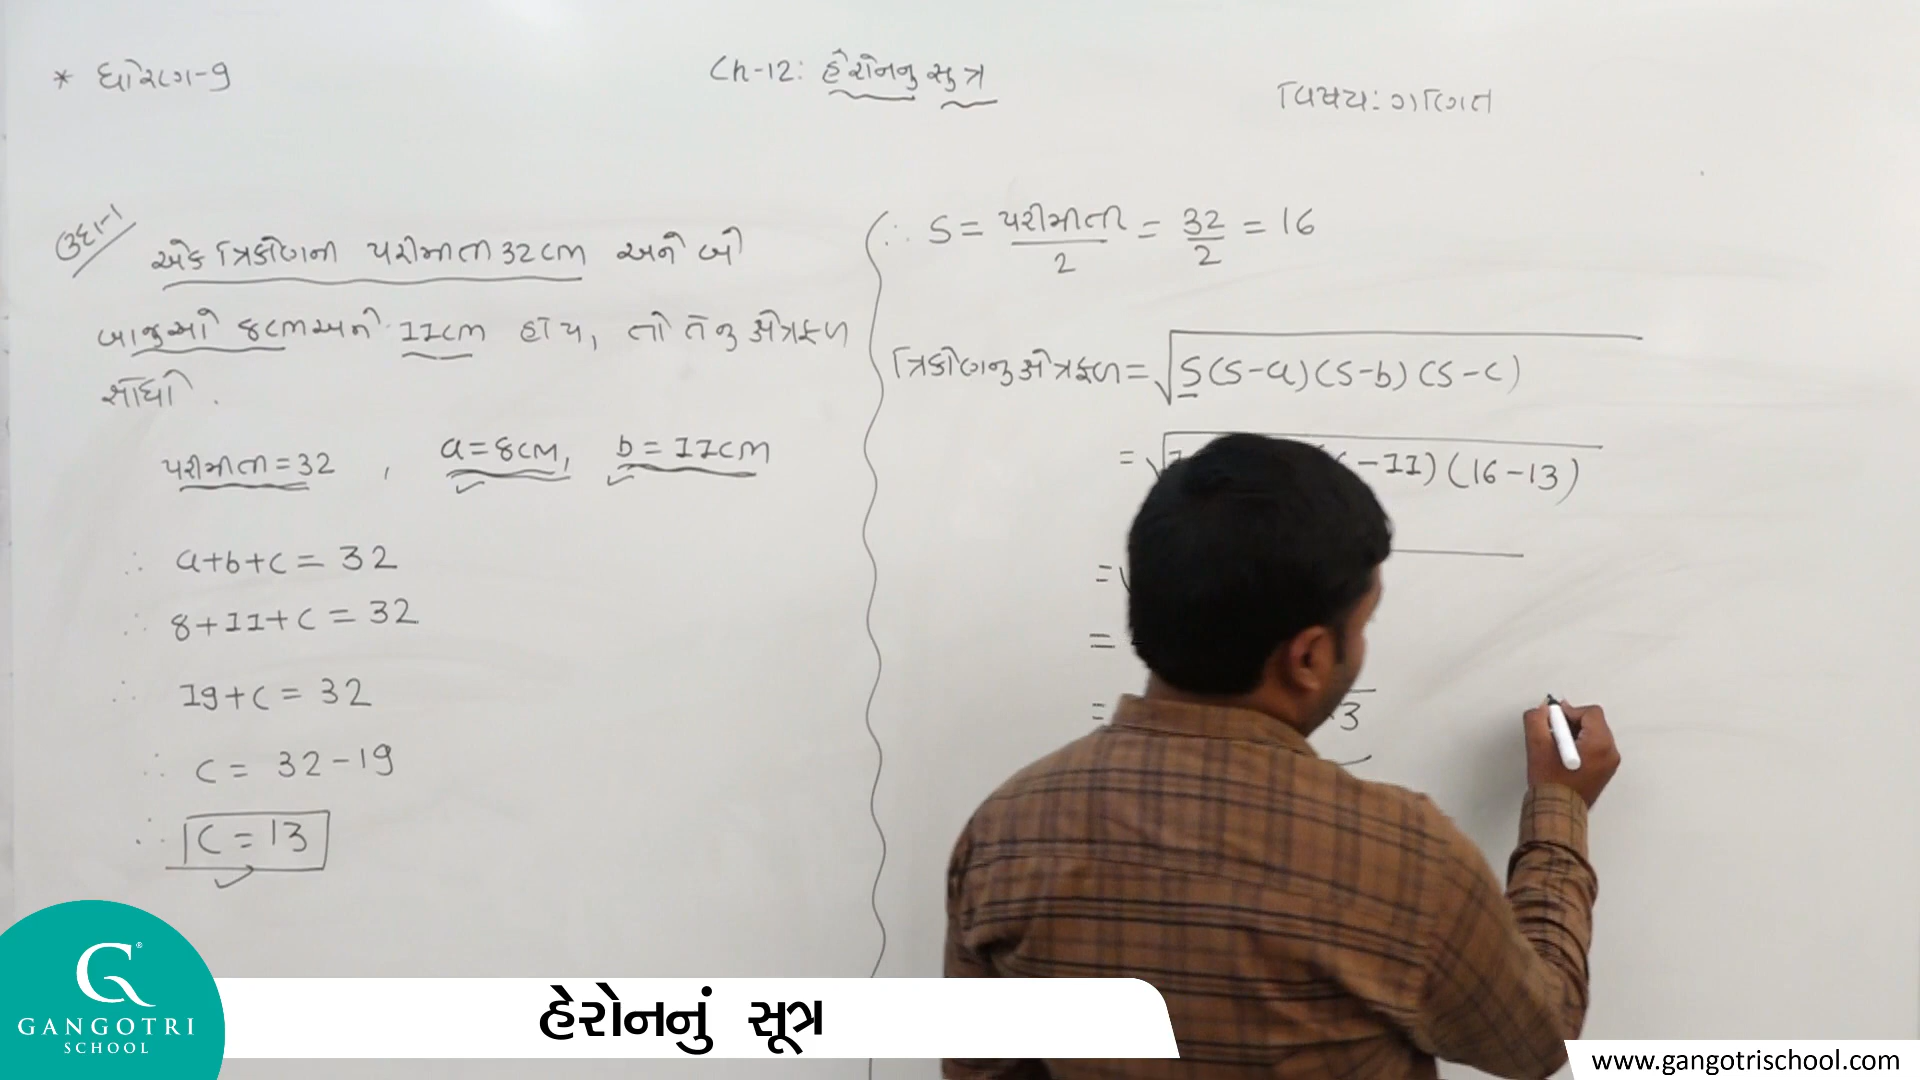 * ધોરણ-9
Ch-12: હેરોનનુ સુત્ર
વિષય: ગણિત
ઉદા-1
એક ત્રિકોણની પરીમીતી 32cm અને બે
બાજુઓ 8cm અને 11cm હોય, તો તેનુ ક્ષેત્રફળ
શોધો.
પરીમીતી = 32 , a = 8cm, b = 11cm
∴ a+b+c = 32
∴ 8+11+c = 32
∴ 19+c = 32
∴ c = 32-19
∴ c = 13
∴ S = પરીમીતી/2 = 32/2 = 16
ત્રિકોણનુ ક્ષેત્રફળ = √S(S-a)(S-b)(S-c)
= √ -11)(16-13)
= √
=
= 3
G
GANGOTRI
SCHOOL
હેરોનનું સૂત્ર
www.gangotrischool.com